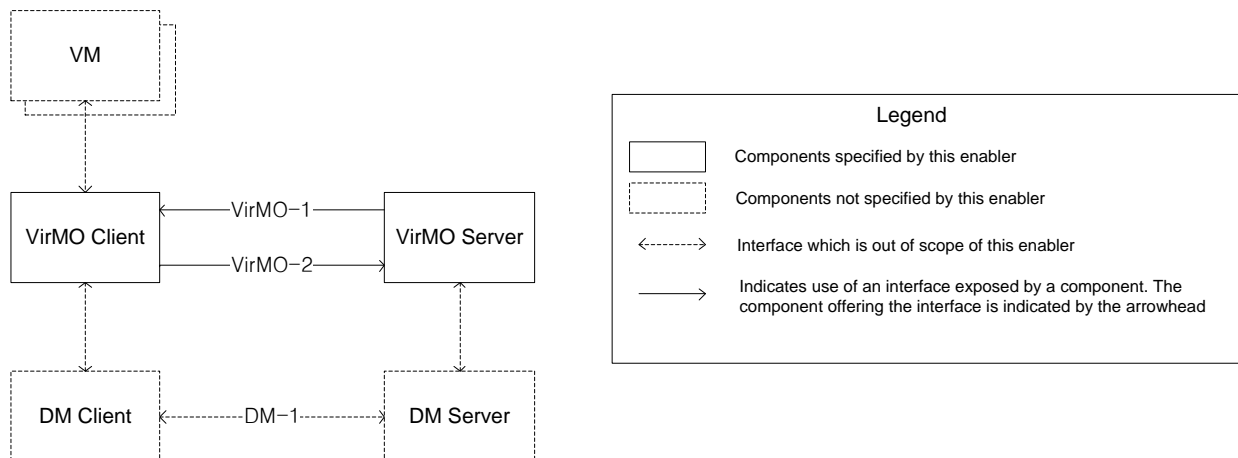 VM
VirMO Client
VirMO-1
VirMO Server
VirMO-2
DM Client
DM-1
DM Server
Legend
Components specified by this enabler
Components not specified by this enabler
Interface which is out of scope of this enabler
Indicates use of an interface exposed by a component. The
component offering the interface is indicated by the arrowhead